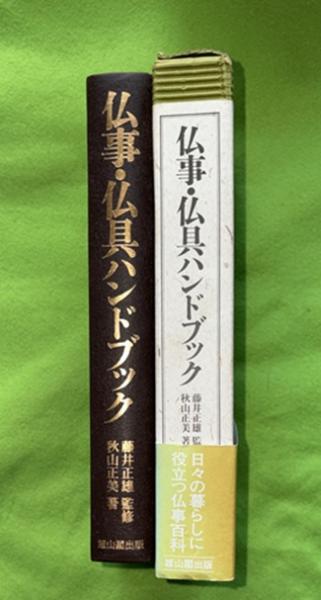 仏事・仏具ハンドブック
藤井正雄 監修
秋山正美 著
雄山閣出版
仏事・仏具ハンドブック
藤井正雄 監
秋山正美 著
日々の暮らしに
役立つ仏事百科
雄山閣出版